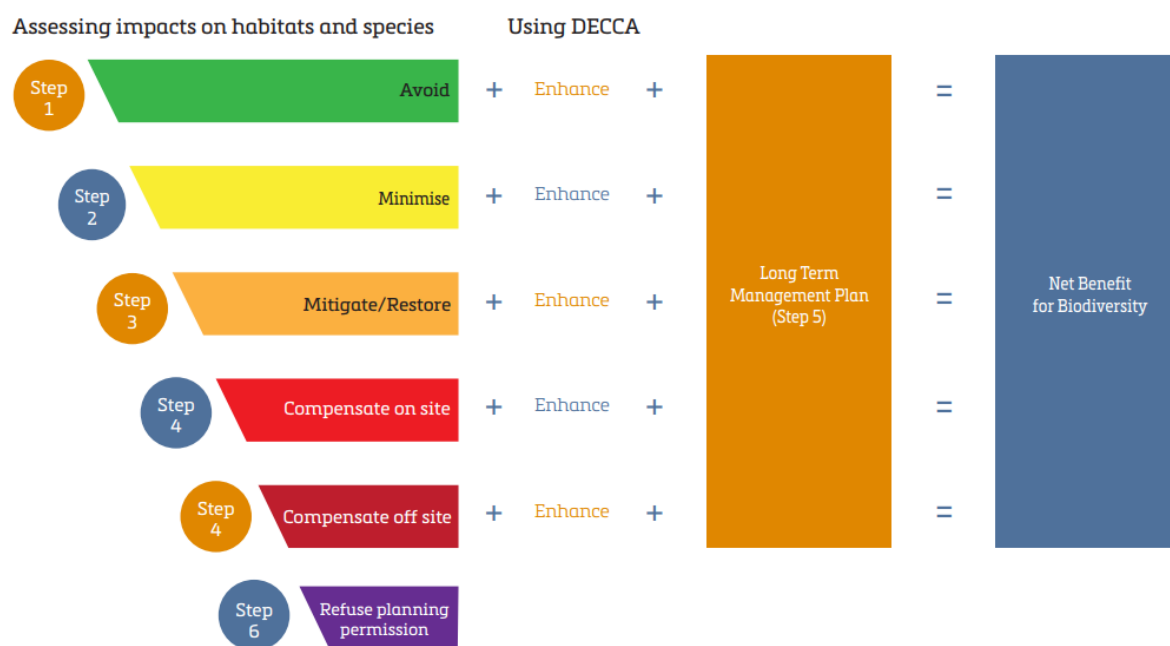 Assessing impacts on habitats and species Using DECCA
Step
1
Avoid + Enhance + =
Step
2
Minimise + Enhance + =
Step
3
Mitigate/Restore + Enhance + =
Long Term
Management Plan
(Step 5)
Net Benefit
for Biodiversity
Step
4
Compensate on site + Enhance + =
Step
4
Compensate off site + Enhance + =
Step
6
Refuse planning
permission